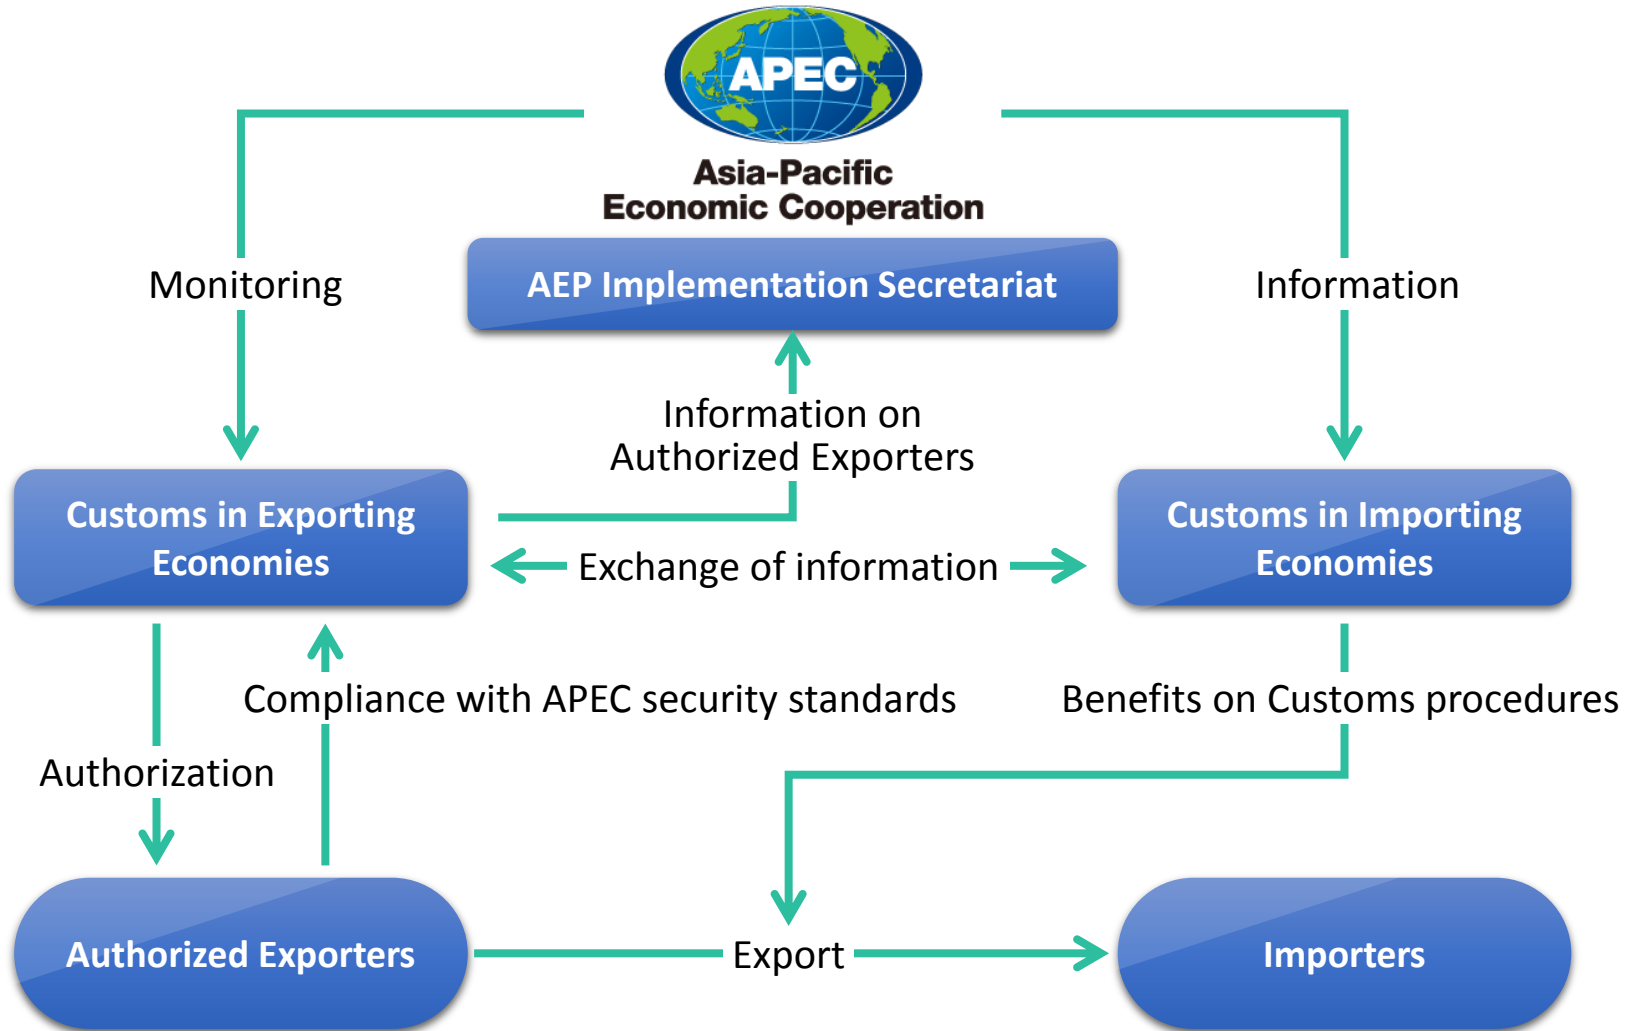 APEC
Asia-Pacific
Economic Cooperation
Monitoring
AEP Implementation Secretariat
Information
Information on
Authorized Exporters
Customs in Exporting
Economies
Customs in Importing
Economies
Exchange of information
Compliance with APEC security standards
Benefits on Customs procedures
Authorization
Authorized Exporters
Export
Importers